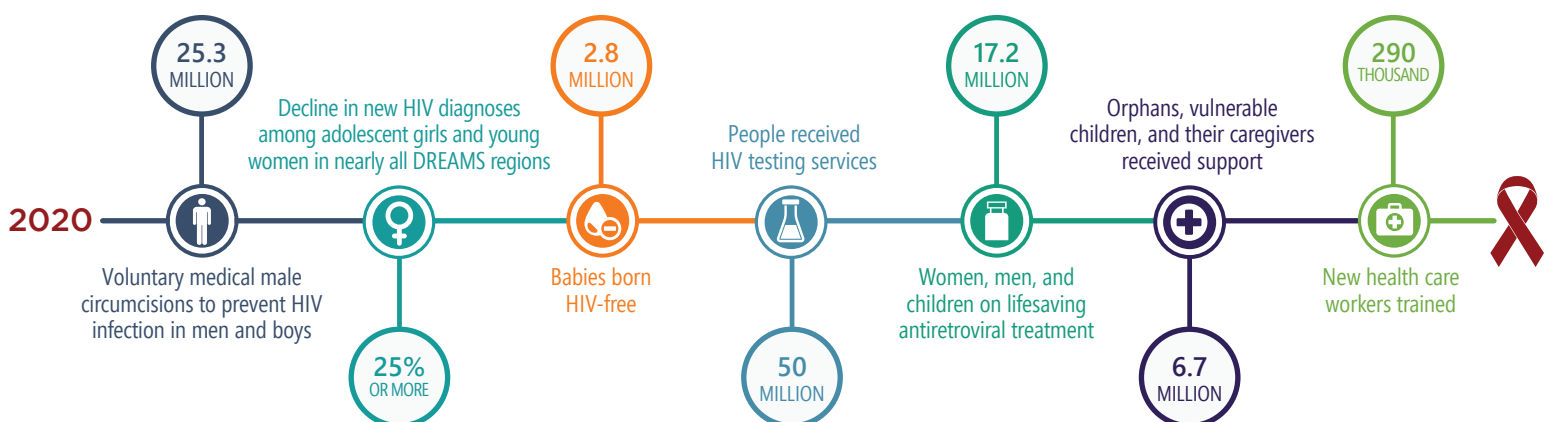 2020
25.3
MILLION
Voluntary medical male
circumcisions to prevent HIV
infection in men and boys
Decline in new HIV diagnoses
among adolescent girls and young
women in nearly all DREAMS regions
25%
OR MORE
2.8
MILLION
Babies born
HIV-free
People received
HIV testing services
50
MILLION
17.2
MILLION
Women, men, and
children on lifesaving
antiretroviral treatment
Orphans, vulnerable
children, and their caregivers
received support
6.7
MILLION
290
THOUSAND
New health care
workers trained